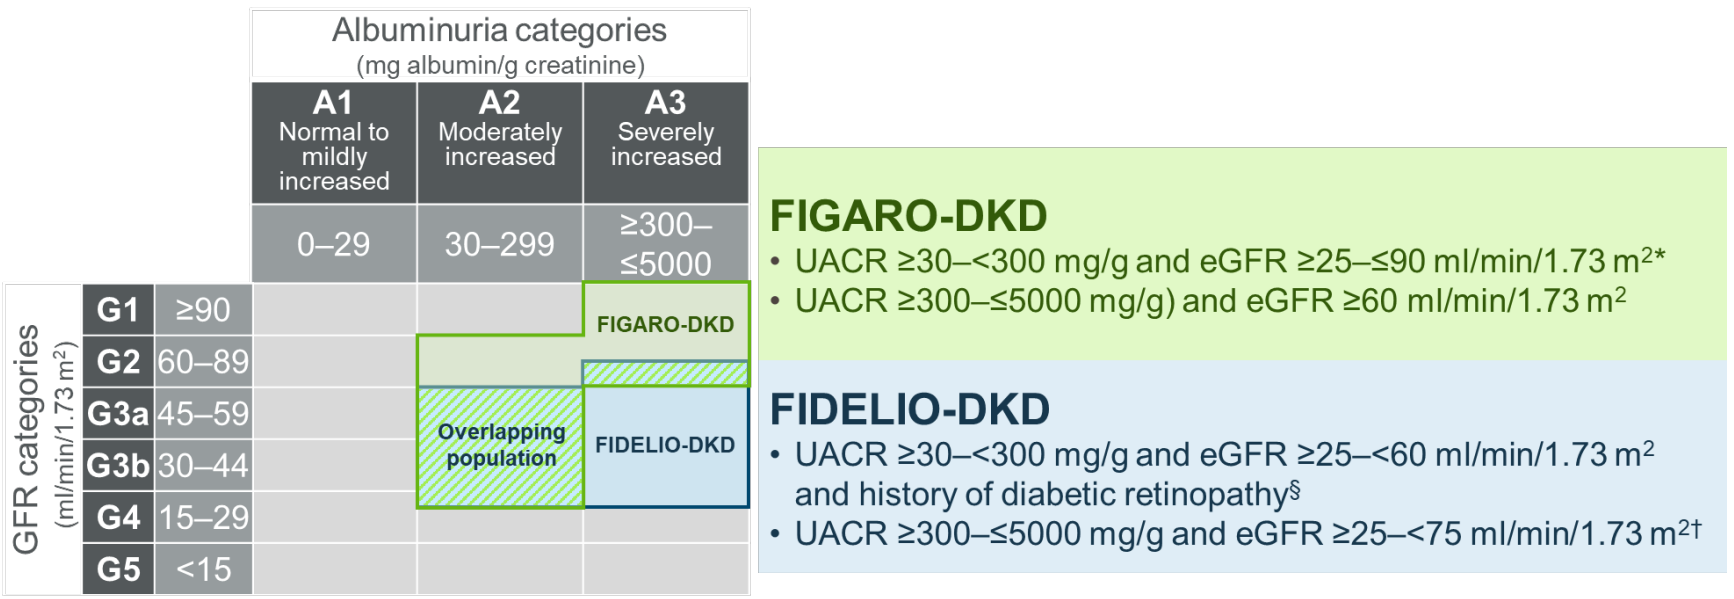 Albuminuria categories
(mg albumin/g creatinine)
A1
Normal to
mildly
increased
A2
Moderately
increased
A3
Severely
increased
0–29
30–299
≥300–
≤5000
GFR categories
(ml/min/1.73 m²)
G1 ≥90
G2 60–89
G3a 45–59
G3b 30–44
G4 15–29
G5 <15
FIGARO-DKD
Overlapping
population
FIDELIO-DKD
FIGARO-DKD
• UACR ≥30–<300 mg/g and eGFR ≥25–≤90 ml/min/1.73 m²*
• UACR ≥300–≤5000 mg/g) and eGFR ≥60 ml/min/1.73 m²
FIDELIO-DKD
• UACR ≥30–<300 mg/g and eGFR ≥25–<60 ml/min/1.73 m²
and history of diabetic retinopathy§
• UACR ≥300–≤5000 mg/g and eGFR ≥25–<75 ml/min/1.73 m²†